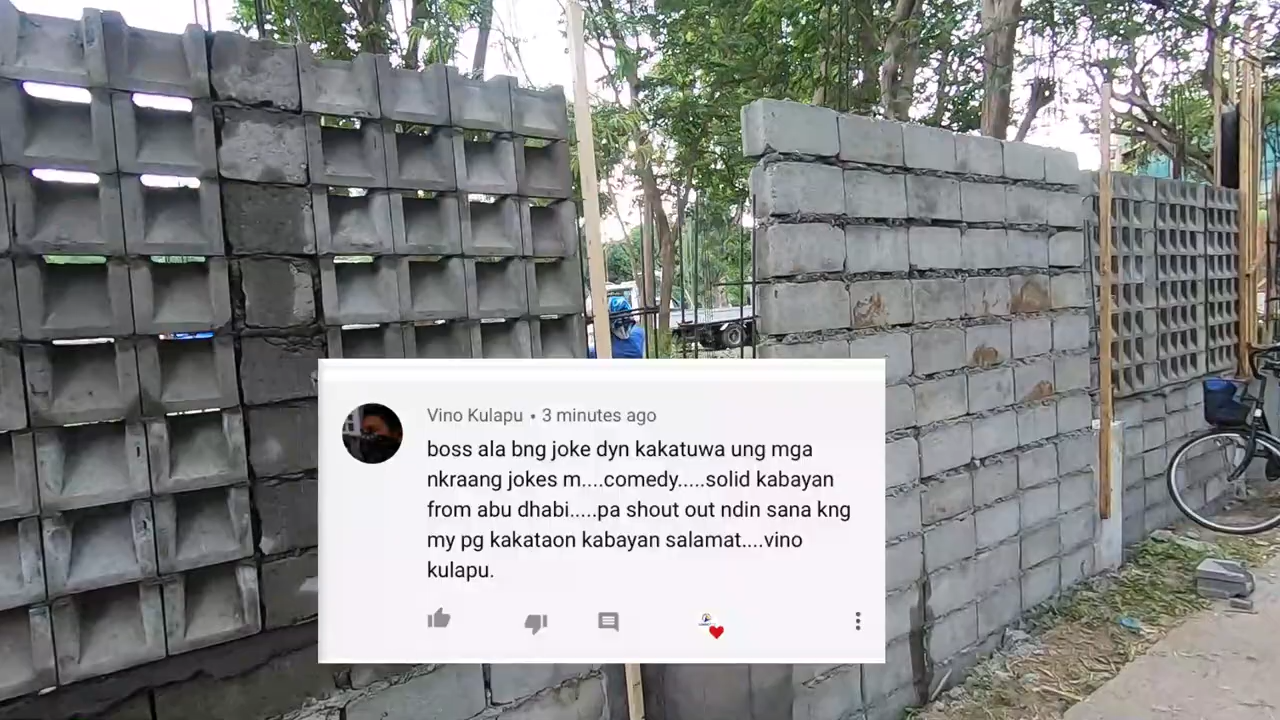 Vino Kulapu • 3 minutes ago
boss ala bng joke dyn kakatuwa ung mga
nkraang jokes m....comedy.....solid kabayan
from abu dhabi.....pa shout out ndin sana kng
my pg kakataon kabayan salamat....vino
kulapu.